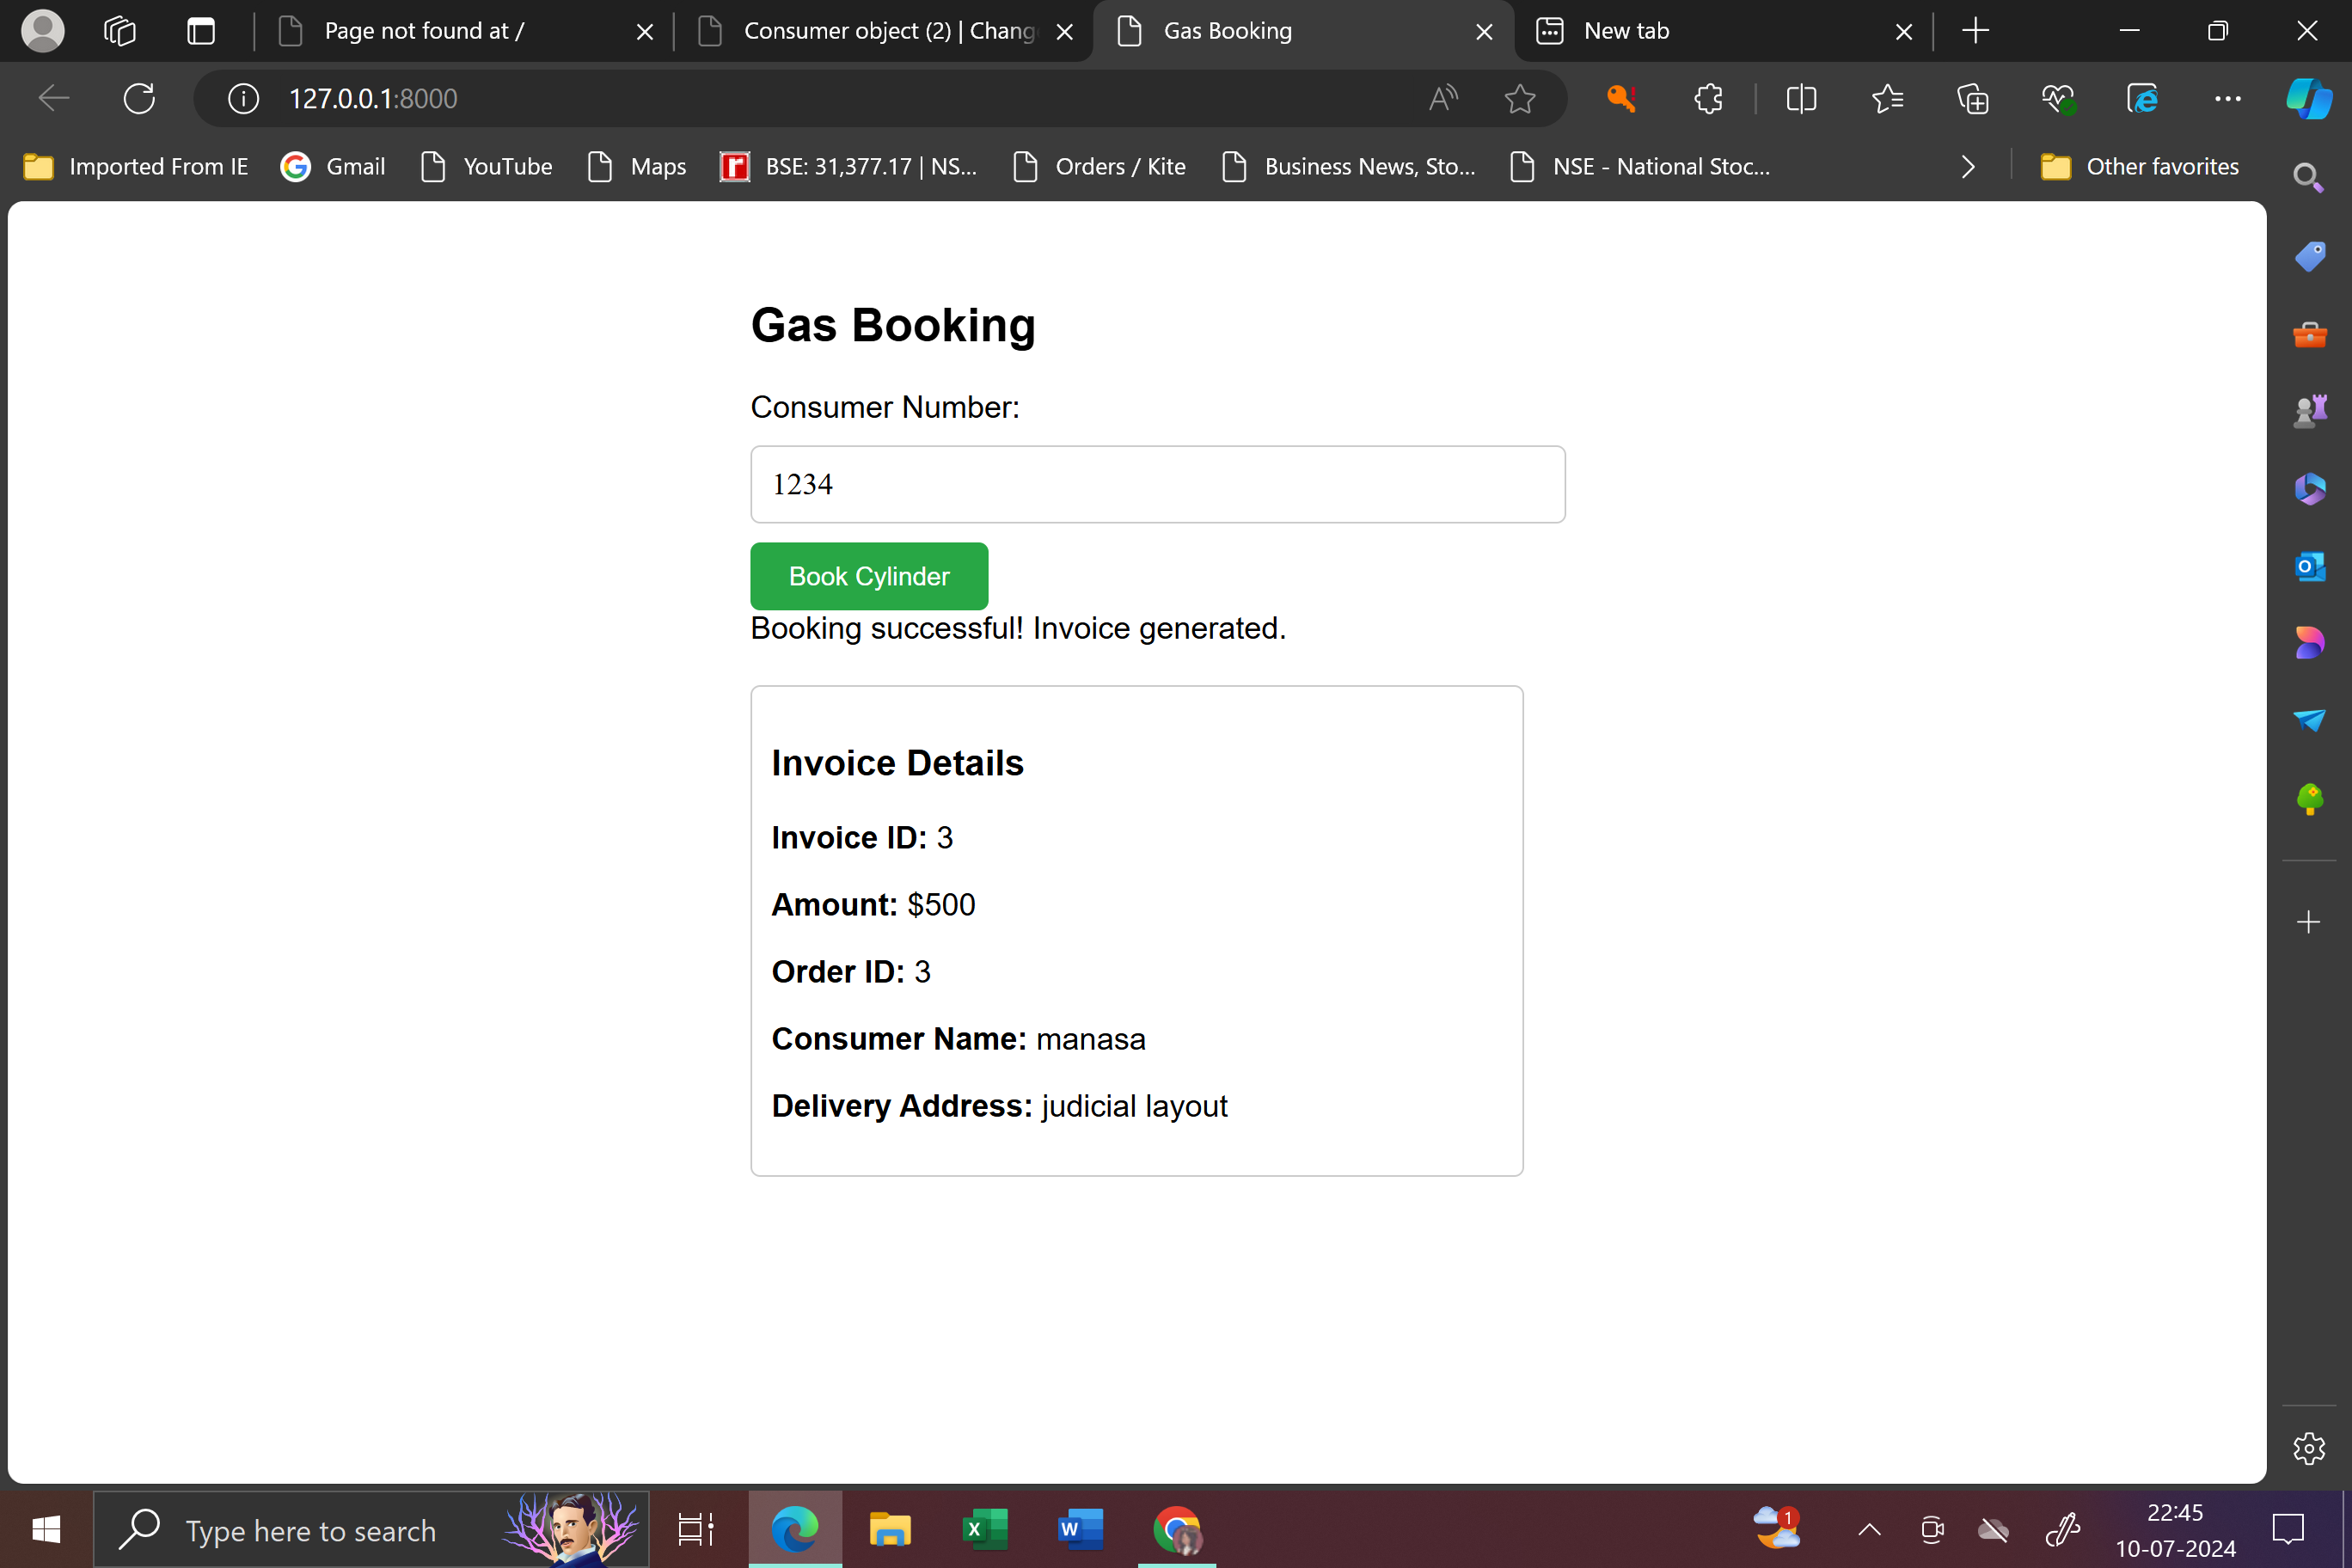 Page not found at /
Consumer object (2) | Chang
Gas Booking
New tab
127.0.0.1:8000
Imported From IE
Gmail
YouTube
Maps
BSE: 31,377.17 | NS...
Orders / Kite
Business News, Sto...
NSE - National Stoc...
Other favorites
Gas Booking
Consumer Number:
1234
Book Cylinder
Booking successful! Invoice generated.
Invoice Details
Invoice ID: 3
Amount: $500
Order ID: 3
Consumer Name: manasa
Delivery Address: judicial layout
Type here to search
1
22:45
10-07-2024